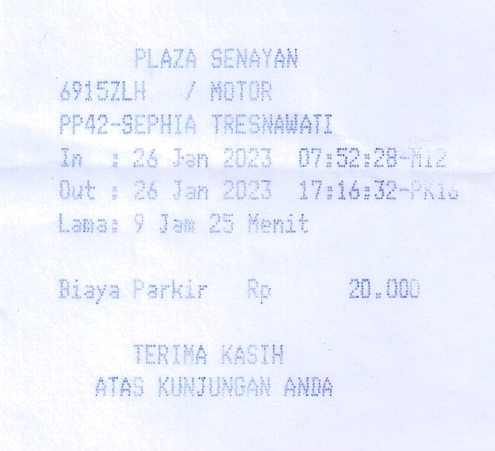 PLAZA SENAYAN
6915ZLH / MOTOR
PP42-SEPHIA TRESNAWATI
In : 26 Jan 2023 07:52:28-M12
Out : 26 Jan 2023 17:16:32-PK16
Lama: 9 Jam 25 Menit
Biaya Parkir Rp 20.000
TERIMA KASIH
ATAS KUNJUNGAN ANDA